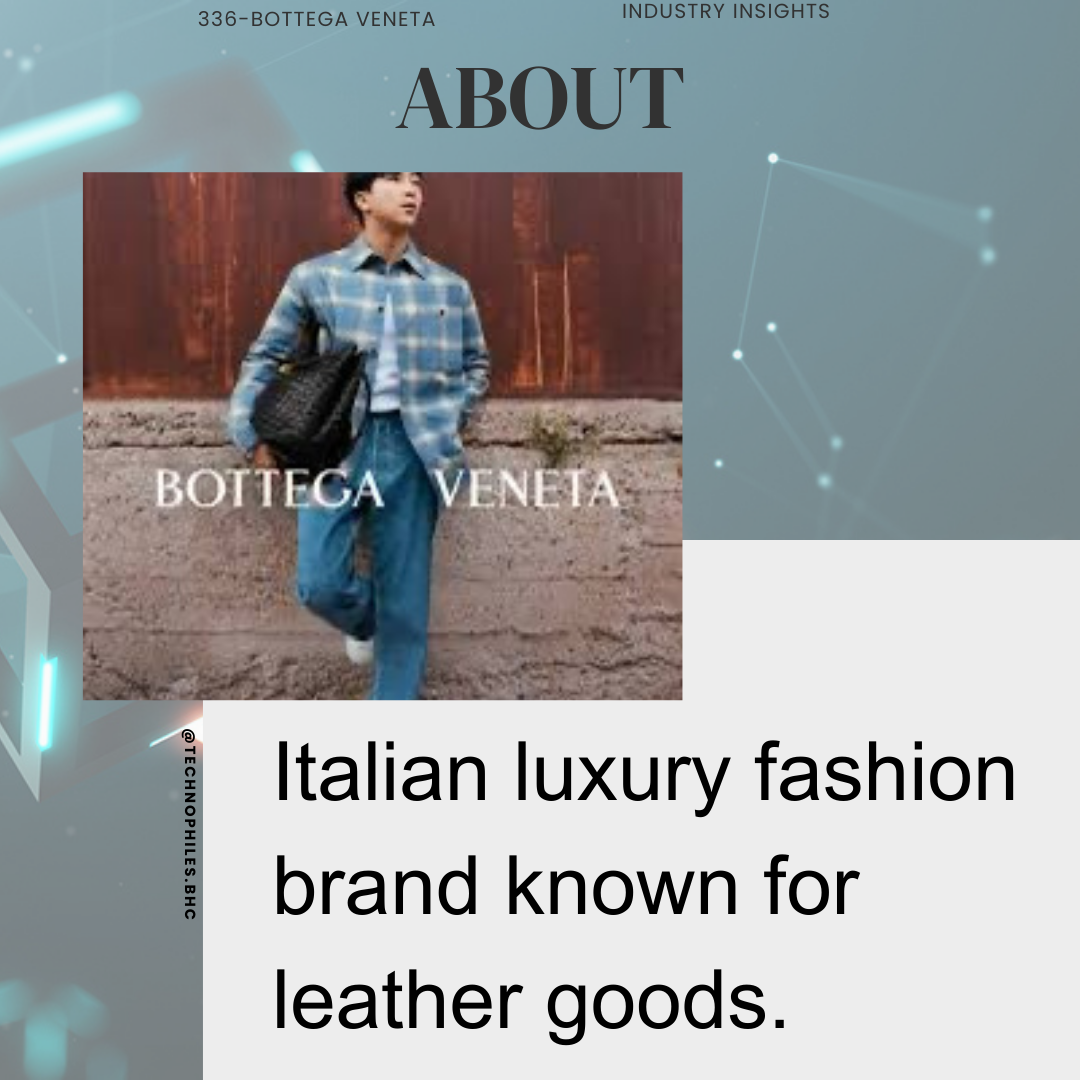 336-BOTTEGA VENETA
INDUSTRY INSIGHTS
ABOUT
BOTTEGA VENETA
@TECHNOPHILES.BHC
Italian luxury fashion
brand known for
leather goods.